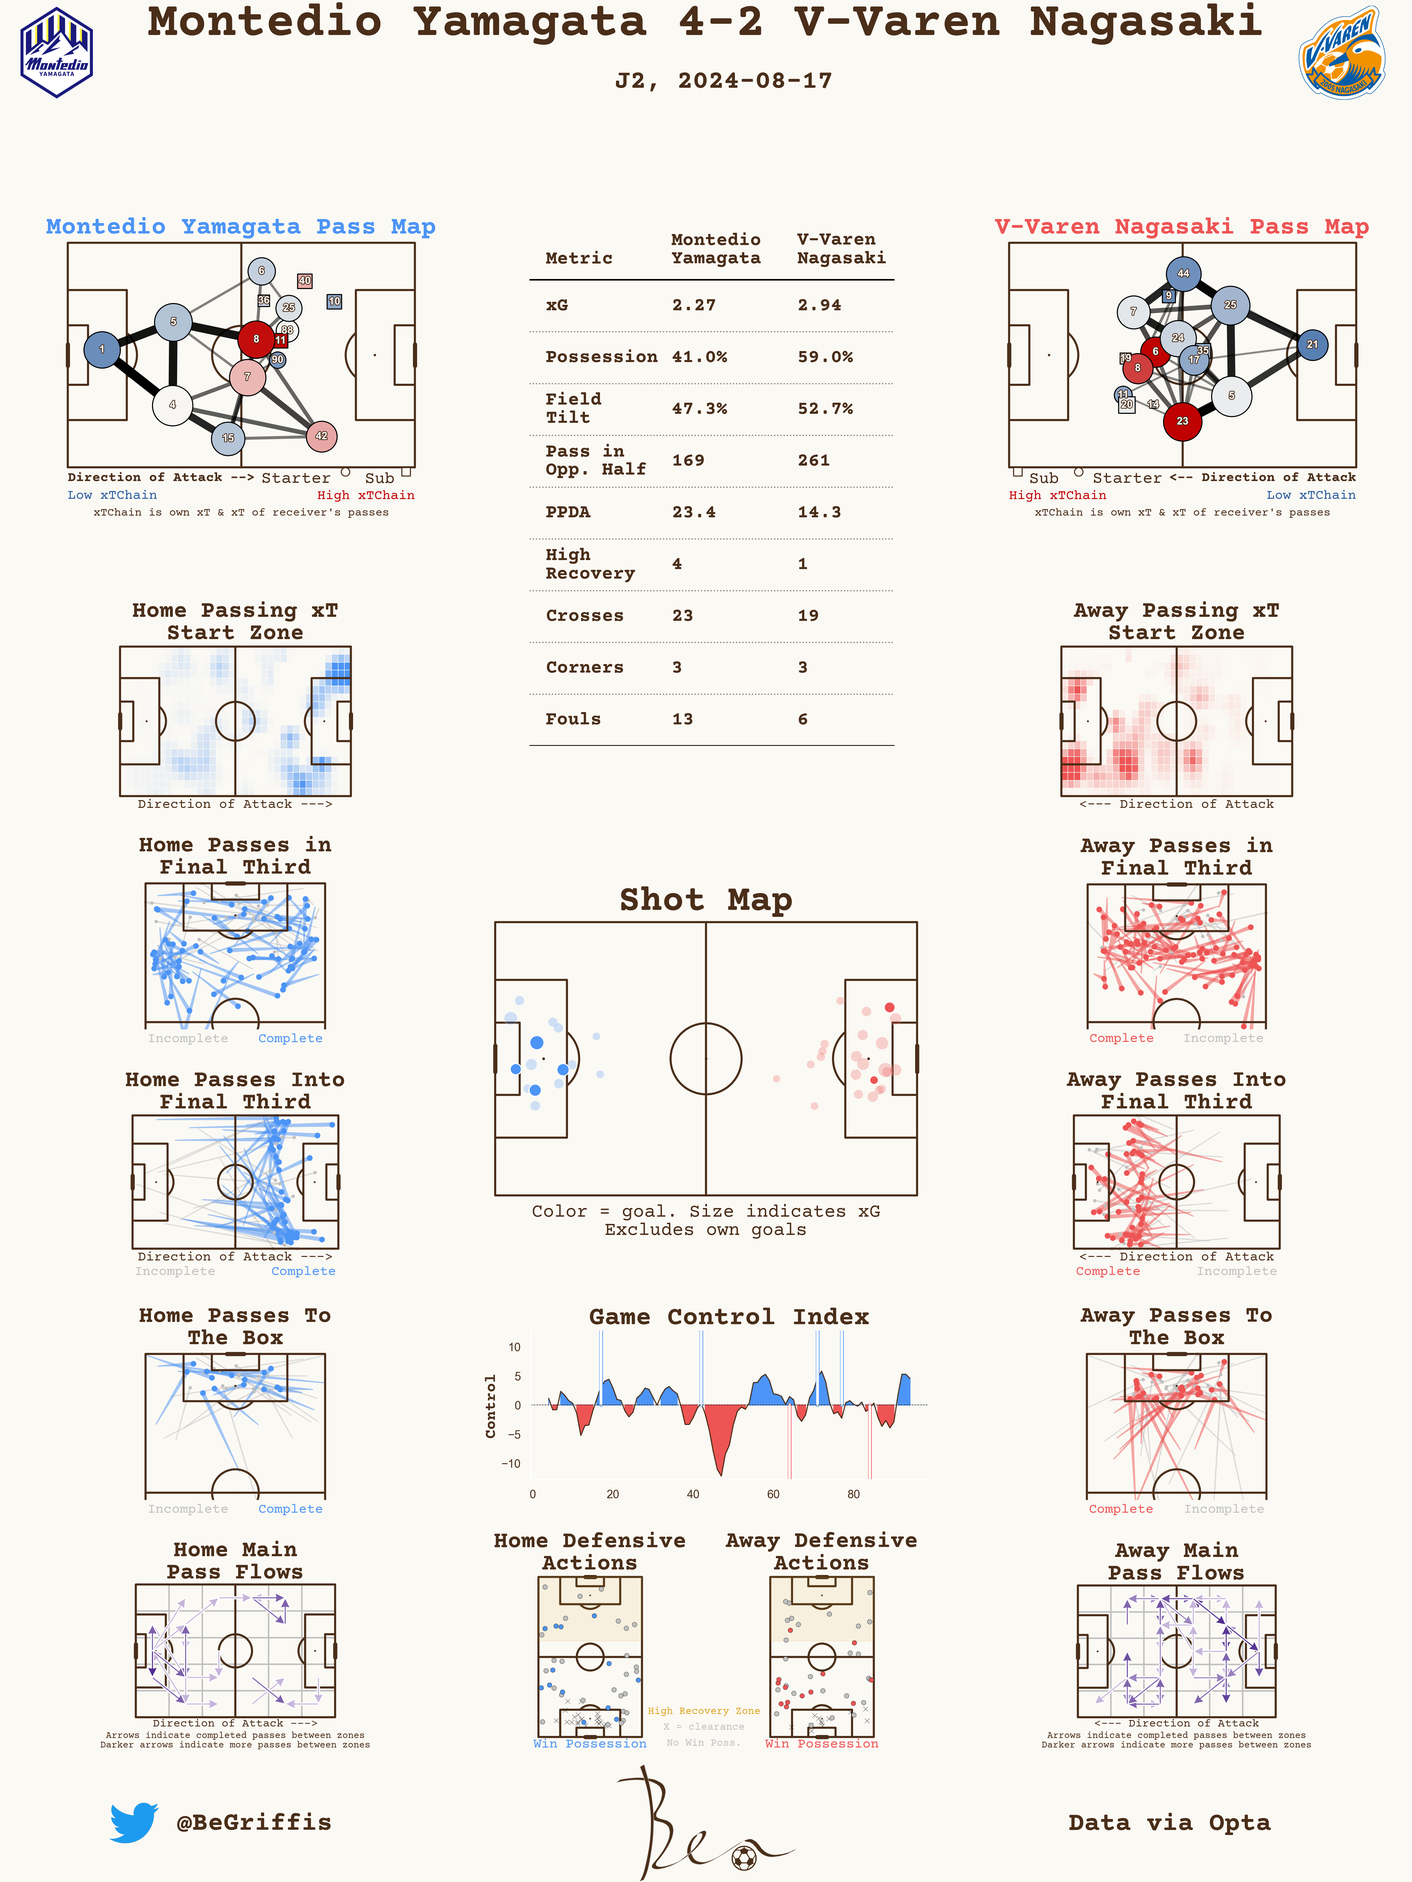 Montedio Yamagata 4-2 V-Varen Nagasaki
J2, 2024-08-17
Montedio
YAMAGATA
V-VAREN
2005 NAGASAKI
Montedio Yamagata Pass Map
6
40
36
10
25
5
88
8
11
1
90
7
4
15
42
Direction of Attack --> Starter Sub
Low xTChain High xTChain
xTChain is own xT & xT of receiver's passes
Metric Montedio Yamagata V-Varen Nagasaki
xG 2.27 2.94
Possession 41.0% 59.0%
Field Tilt 47.3% 52.7%
Pass in Opp. Half 169 261
PPDA 23.4 14.3
High Recovery 4 1
Crosses 23 19
Corners 3 3
Fouls 13 6
V-Varen Nagasaki Pass Map
44
9
7
25
24
6
35
21
19
8
17
11
20
14
5
23
Sub Starter <-- Direction of Attack
High xTChain Low xTChain
xTChain is own xT & xT of receiver's passes
Home Passing xT
Start Zone
Direction of Attack --->
Away Passing xT
Start Zone
<--- Direction of Attack
Home Passes in
Final Third
Incomplete Complete
Away Passes in
Final Third
Complete Incomplete
Shot Map
Color = goal. Size indicates xG
Excludes own goals
Home Passes Into
Final Third
Direction of Attack --->
Incomplete Complete
Away Passes Into
Final Third
<--- Direction of Attack
Complete Incomplete
Home Passes To
The Box
Incomplete Complete
Game Control Index
Control
10
5
0
−5
−10
0 20 40 60 80
Away Passes To
The Box
Complete Incomplete
Home Main
Pass Flows
Direction of Attack --->
Arrows indicate completed passes between zones
Darker arrows indicate more passes between zones
Home Defensive
Actions
Win Possession
Away Defensive
Actions
Win Possession
High Recovery Zone
X = clearance
No Win Poss.
Away Main
Pass Flows
<--- Direction of Attack
Arrows indicate completed passes between zones
Darker arrows indicate more passes between zones
@BeGriffis
Ben
Data via Opta